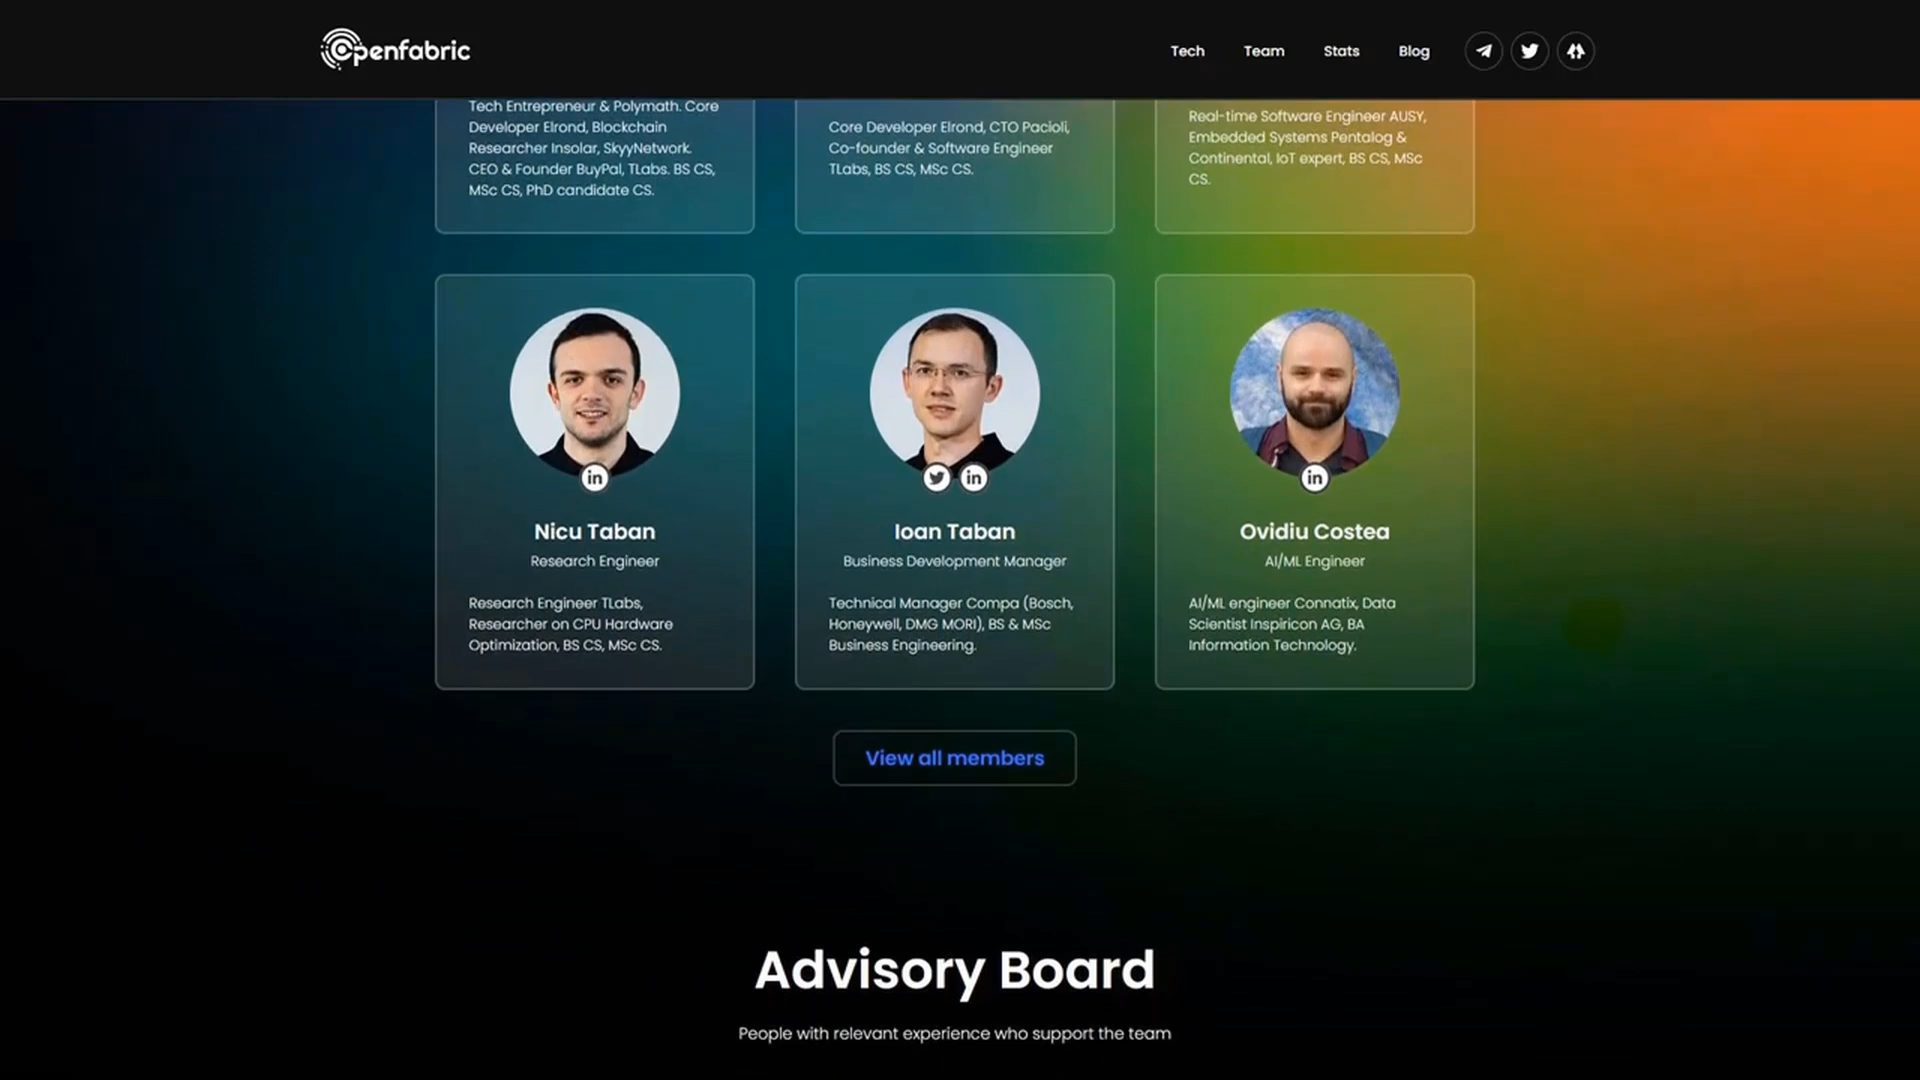 Openfabric
Tech
Team
Stats
Blog
Tech Entrepreneur & Polymath. Core
Developer Elrond, Blockchain
Researcher Insolar, SkyyNetwork.
CEO & Founder BuyPal, TLabs. BS CS,
MSc CS, PhD candidate CS.
Core Developer Elrond, CTO Pacioli,
Co-founder & Software Engineer
TLabs, BS CS, MSc CS.
Real-time Software Engineer AUSY,
Embedded Systems Pentalog &
Continental, IoT expert, BS CS, MSc
CS.
in
Nicu Taban
Research Engineer
Research Engineer TLabs,
Researcher on CPU Hardware
Optimization, BS CS, MSc CS.
in
Ioan Taban
Business Development Manager
Technical Manager Compa (Bosch,
Honeywell, DMG MORI), BS & MSc
Business Engineering.
in
Ovidiu Costea
AI/ML Engineer
AI/ML engineer Connatix, Data
Scientist Inspiricon AG, BA
Information Technology.
View all members
Advisory Board
People with relevant experience who support the team